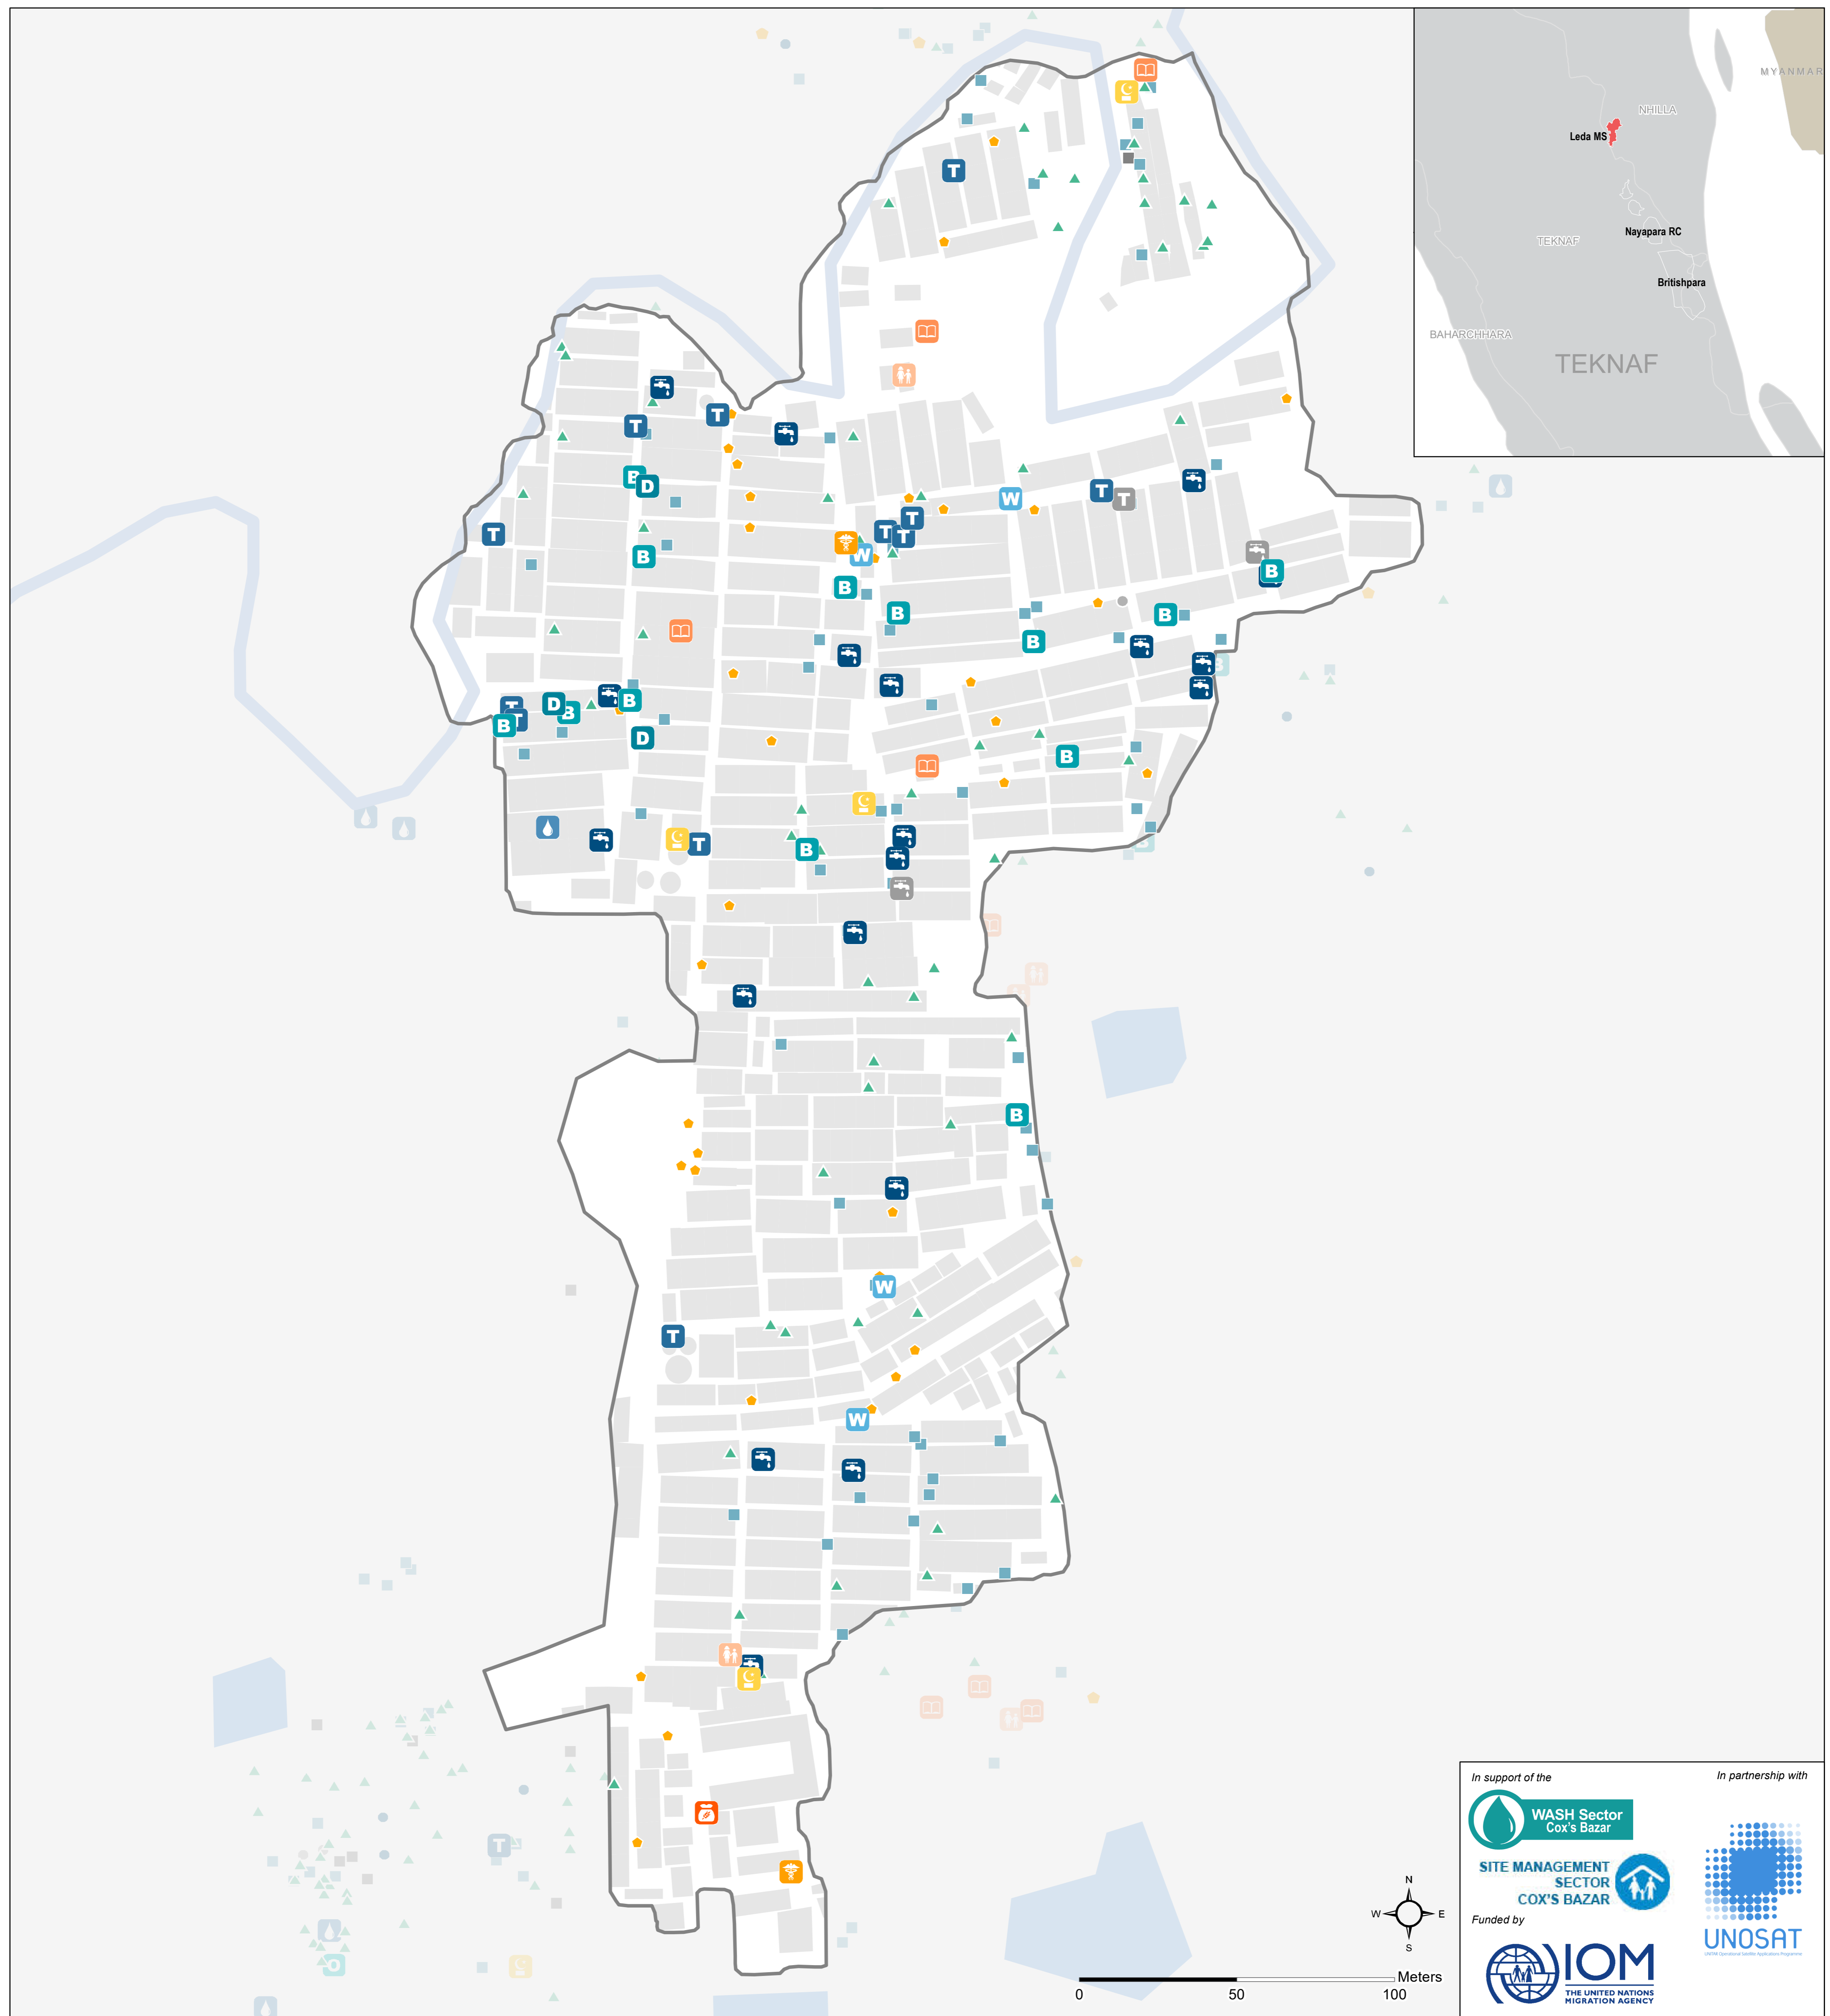 MYANMAR
NHILLA
Leda MS
Nayapara RC
TEKNAF
Britishpara
BAHARCHHARA
TEKNAF
T
T
T
T
B
D
W
T
T
T
T
T
T
W
B
B
B
B
B
B
B
T
D
B
B
T
B
D
B
T
B
B
B
W
T
W
T
O
In support of the
In partnership with
WASH Sector
Cox's Bazar
SITE MANAGEMENT
SECTOR
COX'S BAZAR
Funded by
UNOSAT
IOM
THE UNITED NATIONS
MIGRATION AGENCY
N
W
E
S
Meters
0
50
100